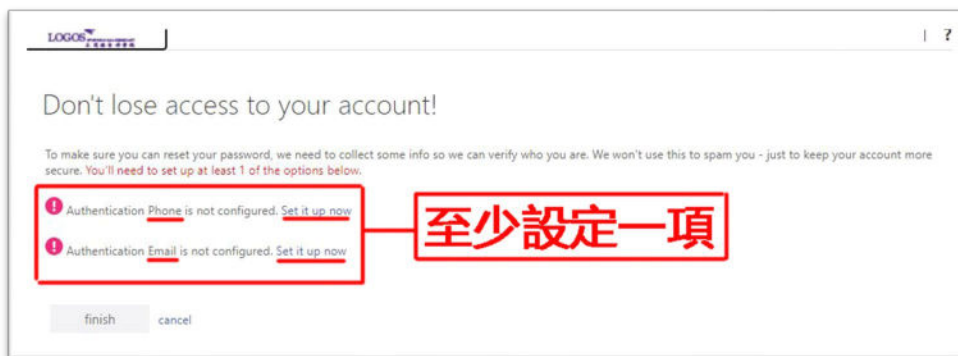 LOGOS
| ?
Don't lose access to your account!
To make sure you can reset your password, we need to collect some info so we can verify who you are. We won't use this to spam you - just to keep your account more
secure. You'll need to set up at least 1 of the options below.
Authentication Phone is not configured. Set it up now
至少設定一項
Authentication Email is not configured. Set it up now
finish cancel